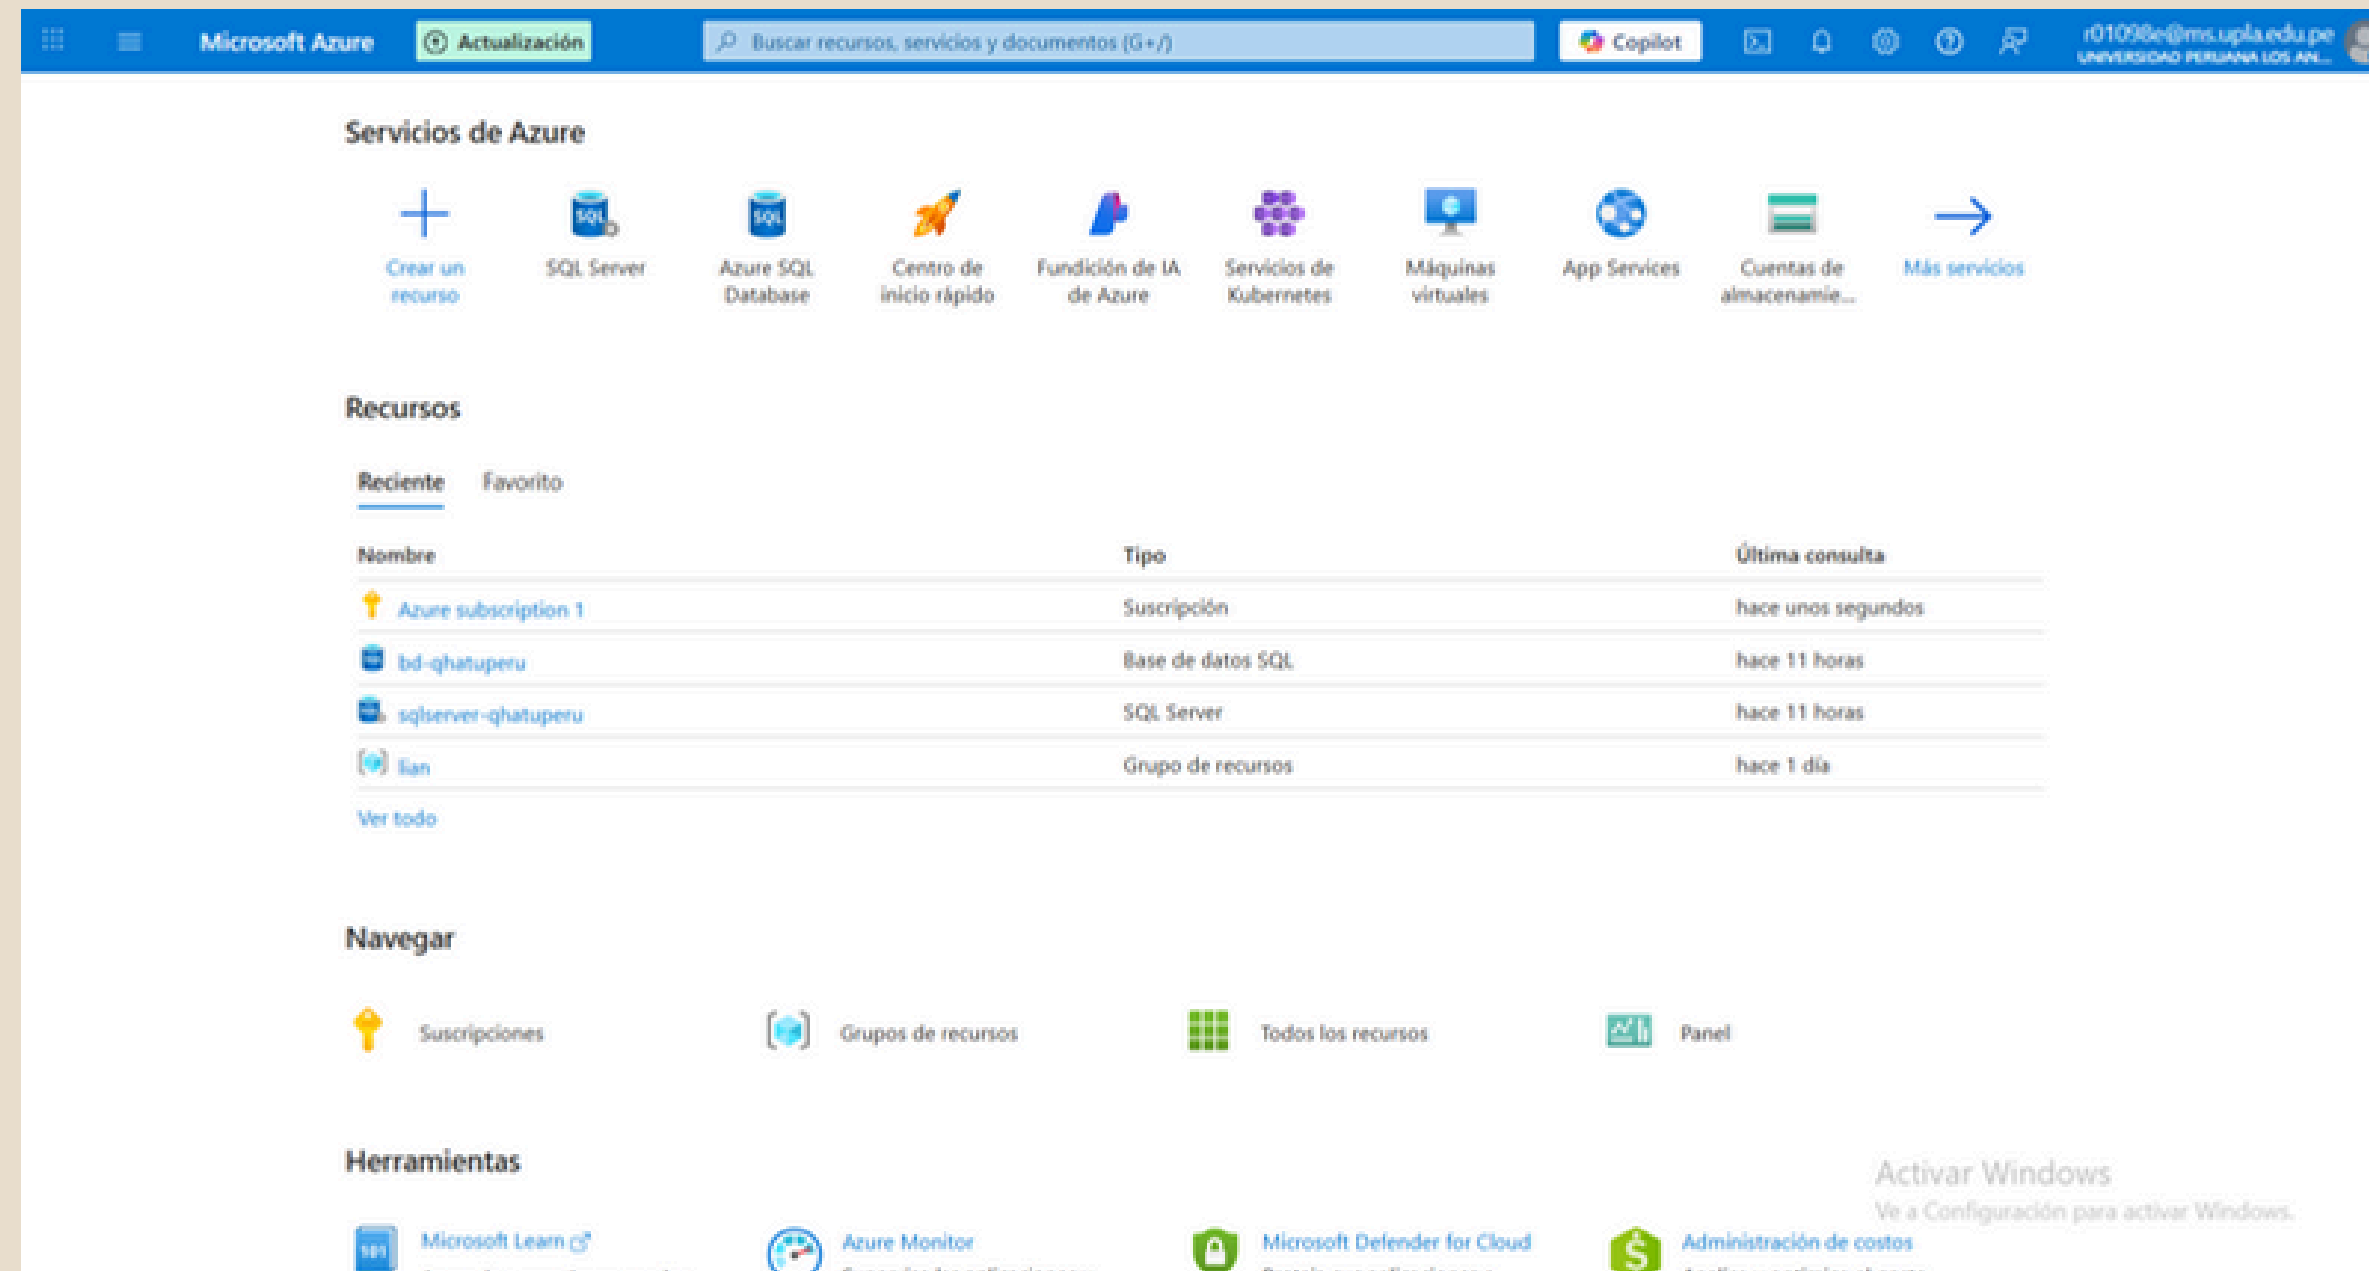 Microsoft Azure
Actualización
Buscar recursos, servicios y documentos (G+/)
Copilot
r01098e@ms.upla.edu.pe
UNIVERSIDAD PERUANA LOS AN...
Servicios de Azure
Crear un
recurso
SQL Server
Azure SQL
Database
Centro de
inicio rápido
Fundición de IA
de Azure
Servicios de
Kubernetes
Máquinas
virtuales
App Services
Cuentas de
almacenamie...
Más servicios
Recursos
Reciente Favorito
Nombre Tipo Última consulta
Azure subscription 1 Suscripción hace unos segundos
bd-qhatuperu Base de datos SQL hace 11 horas
sqlserver-qhatuperu SQL Server hace 11 horas
lian Grupo de recursos hace 1 día
Ver todo
Navegar
Suscripciones Grupos de recursos Todos los recursos Panel
Herramientas
Activar Windows
Ve a Configuración para activar Windows.
Microsoft Learn Azure Monitor Microsoft Defender for Cloud Administración de costos